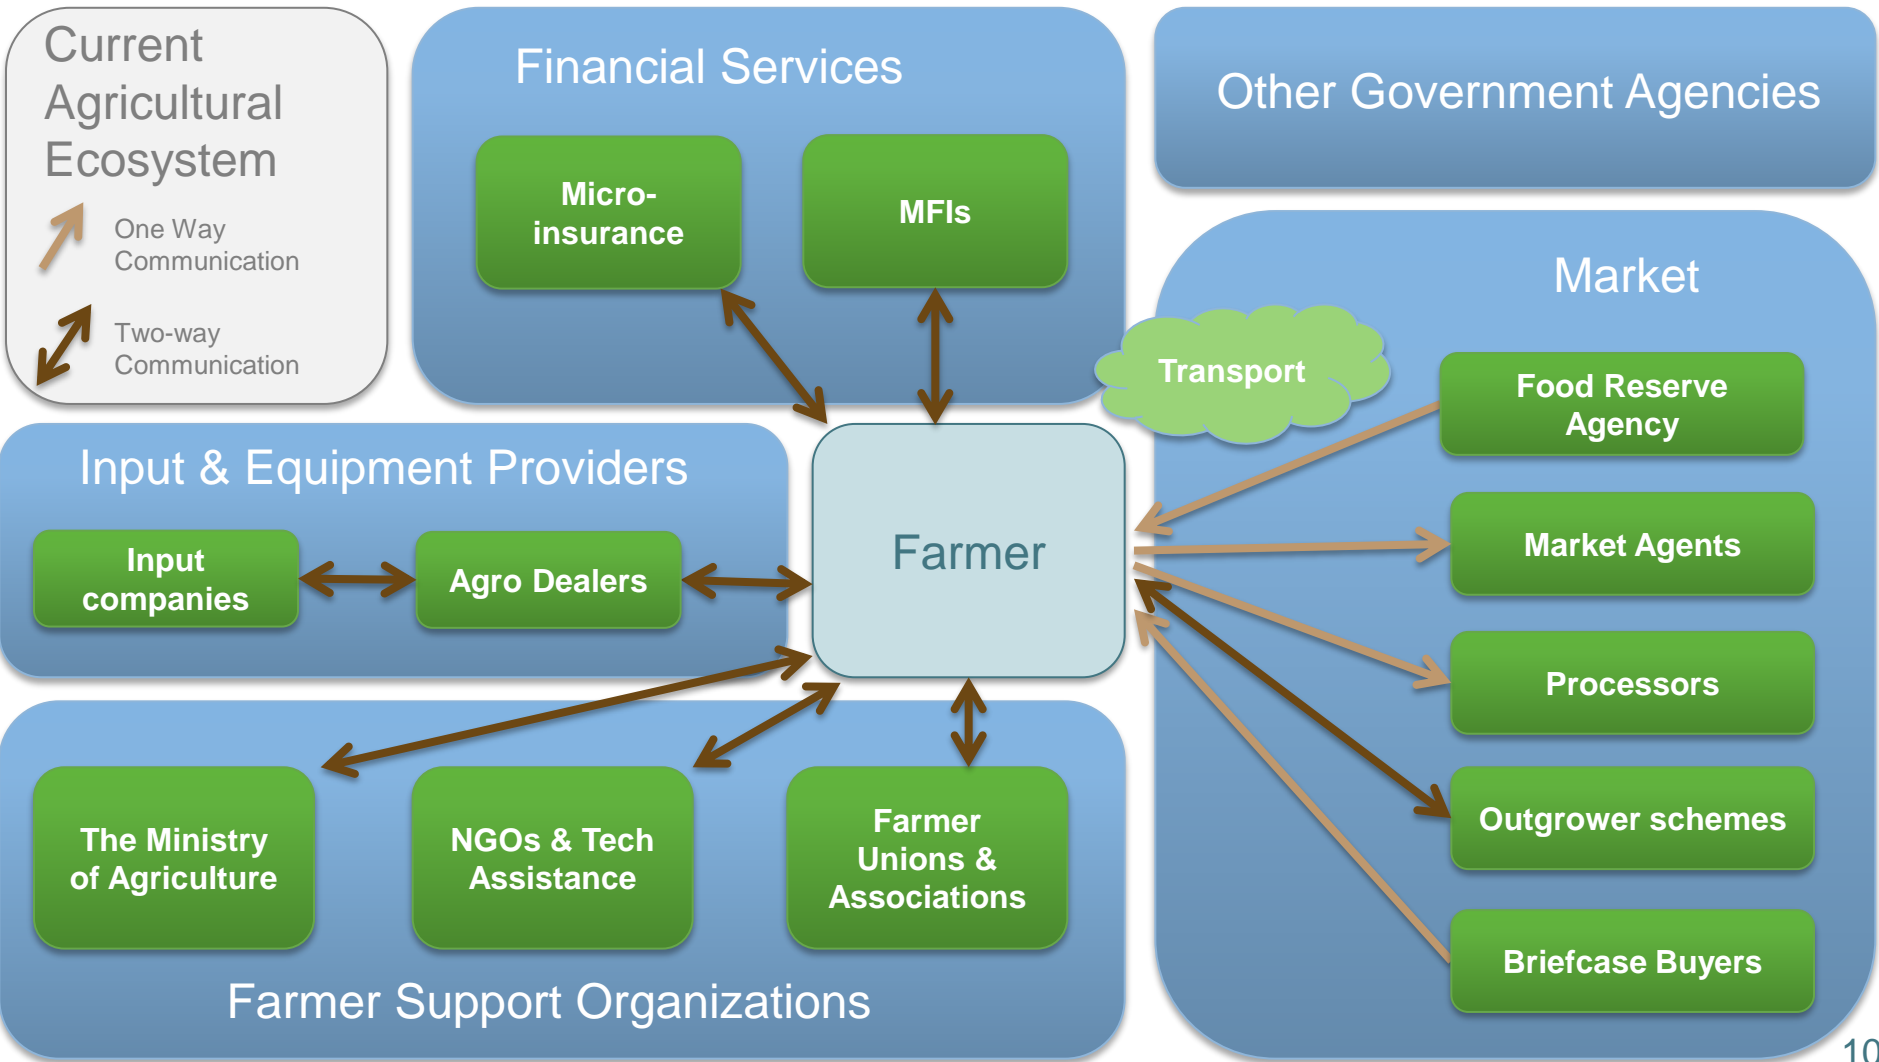 Current
Agricultural
Ecosystem
One Way
Communication
Two-way
Communication
Financial Services
Micro-
insurance
MFIs
Other Government Agencies
Market
Transport
Food Reserve
Agency
Market Agents
Processors
Outgrower schemes
Briefcase Buyers
Input & Equipment Providers
Input
companies
Agro Dealers
Farmer
The Ministry
of Agriculture
NGOs & Tech
Assistance
Farmer
Unions &
Associations
Farmer Support Organizations
10